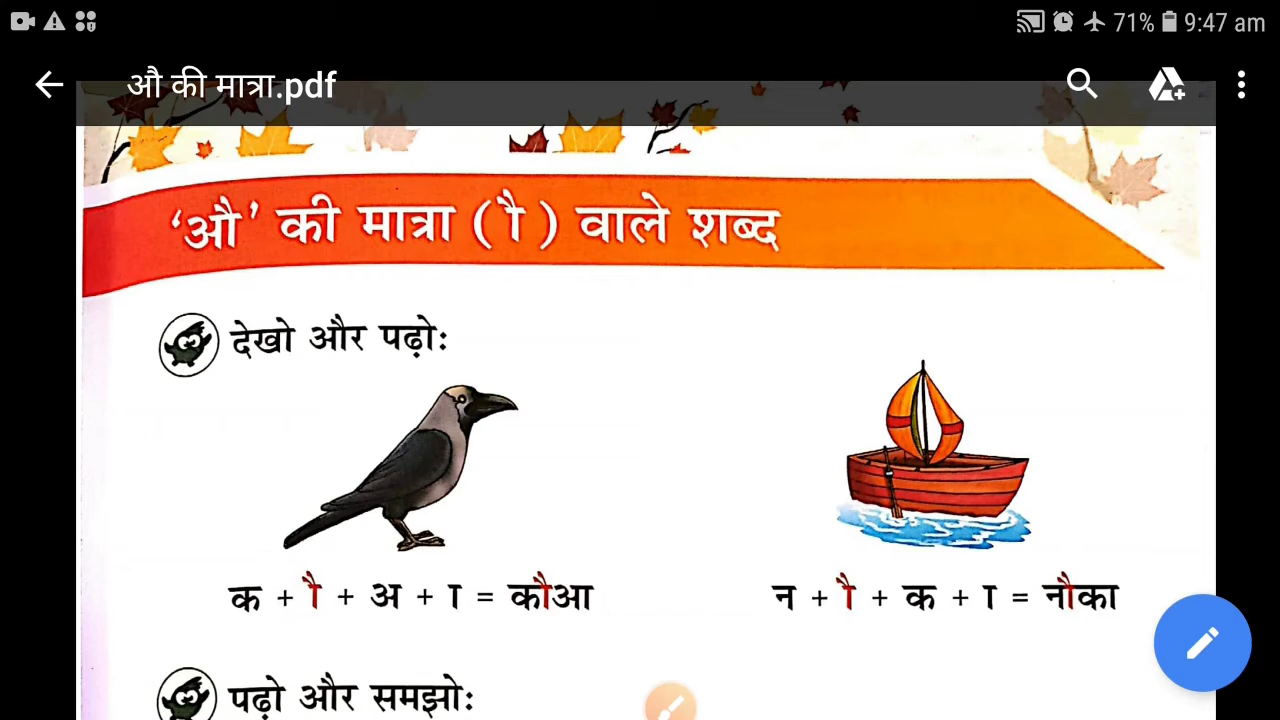 71% 9:47 am
औ की मात्रा.pdf
‘औ’ की मात्रा ( ौ ) वाले शब्द
देखो और पढ़ोः
क + ौ + अ + ा = कौआ
न + ौ + क + ा = नौका
पढ़ो और समझोः